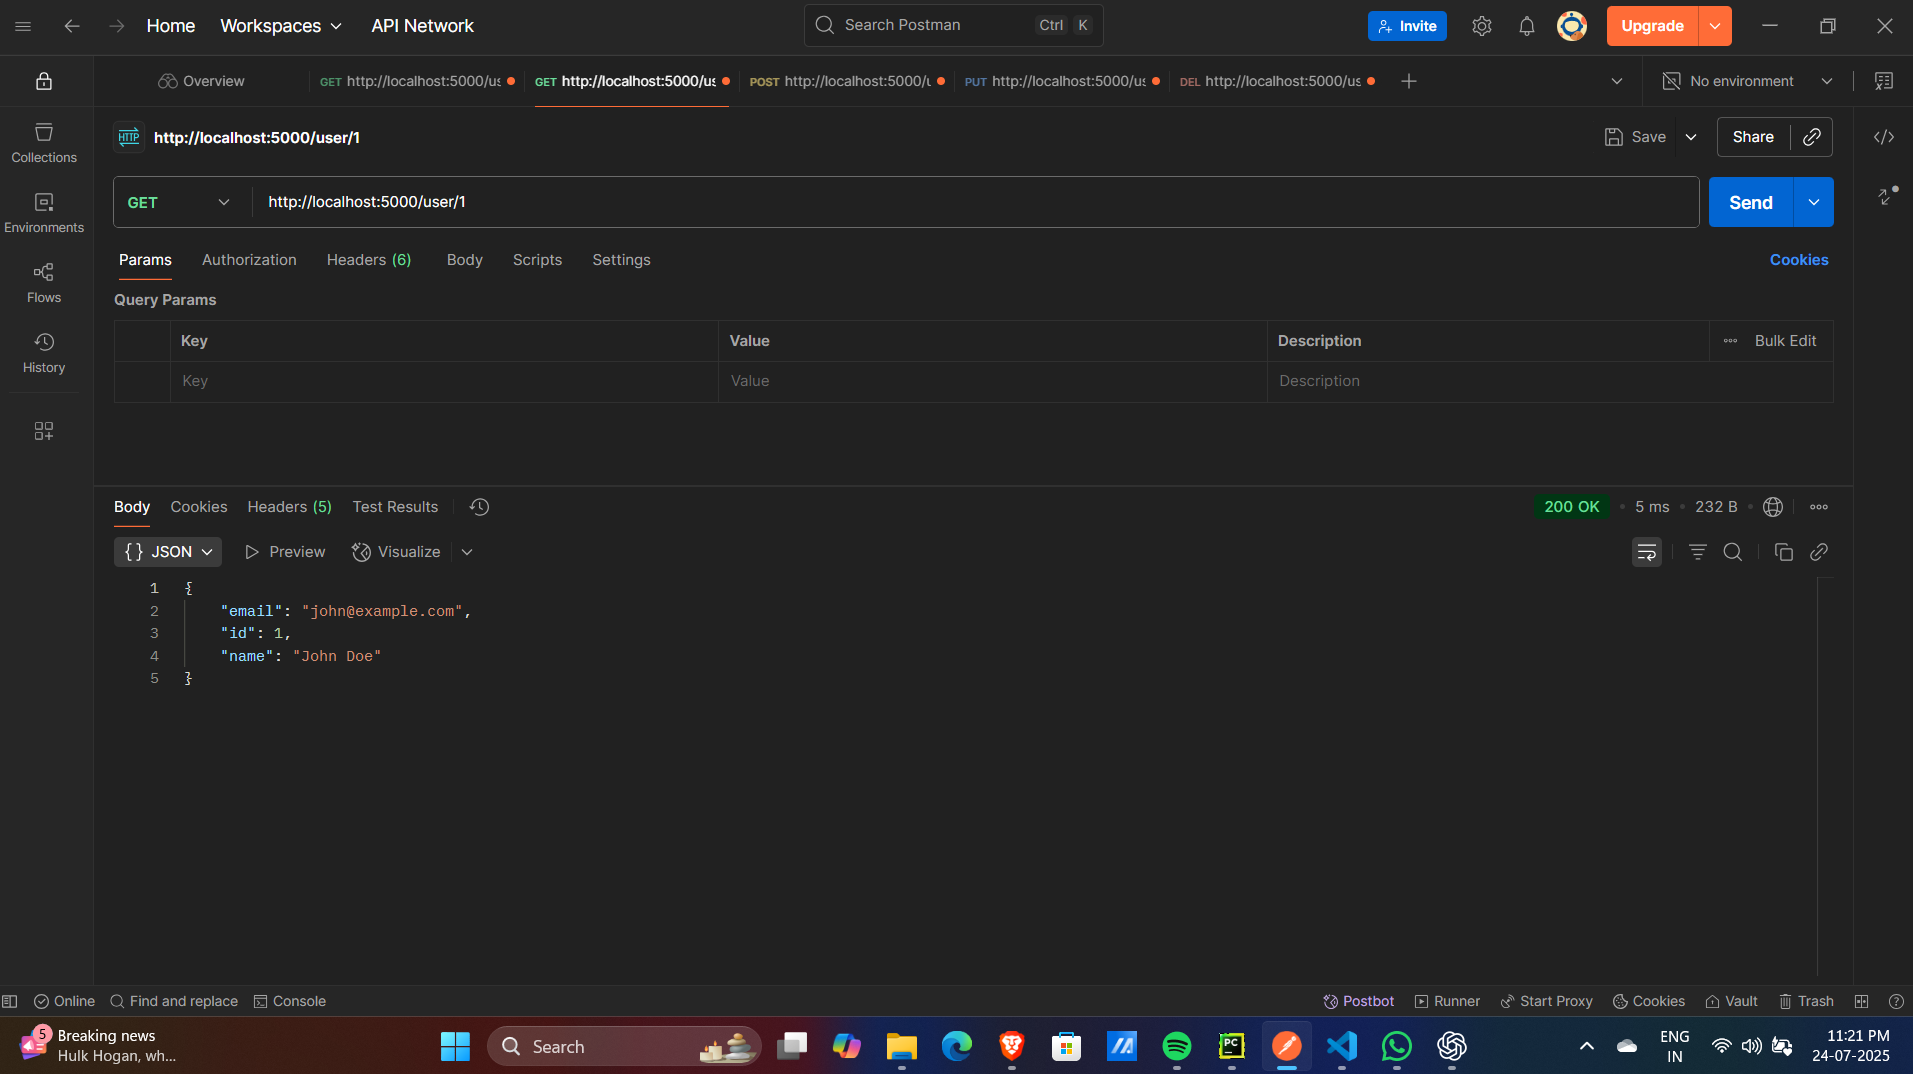 Home
Workspaces
API Network
Search Postman
Ctrl K
Invite
Upgrade
Overview
GET http://localhost:5000/us
GET http://localhost:5000/us
POST http://localhost:5000/u
PUT http://localhost:5000/us
DEL http://localhost:5000/us
No environment
Collections
Environments
Flows
History
HTTP http://localhost:5000/user/1
Save
Share
GET http://localhost:5000/user/1
Send
Params Authorization Headers (6) Body Scripts Settings
Cookies
Query Params
Key Value Description Bulk Edit
Key Value Description
Body Cookies Headers (5) Test Results
200 OK • 5 ms • 232 B
{} JSON Preview Visualize
1 {
2 "email": "john@example.com",
3 "id": 1,
4 "name": "John Doe"
5 }
Online Find and replace Console
Postbot Runner Start Proxy Cookies Vault Trash
5
Breaking news
Hulk Hogan, wh...
Search
PC
ENG
IN
11:21 PM
24-07-2025